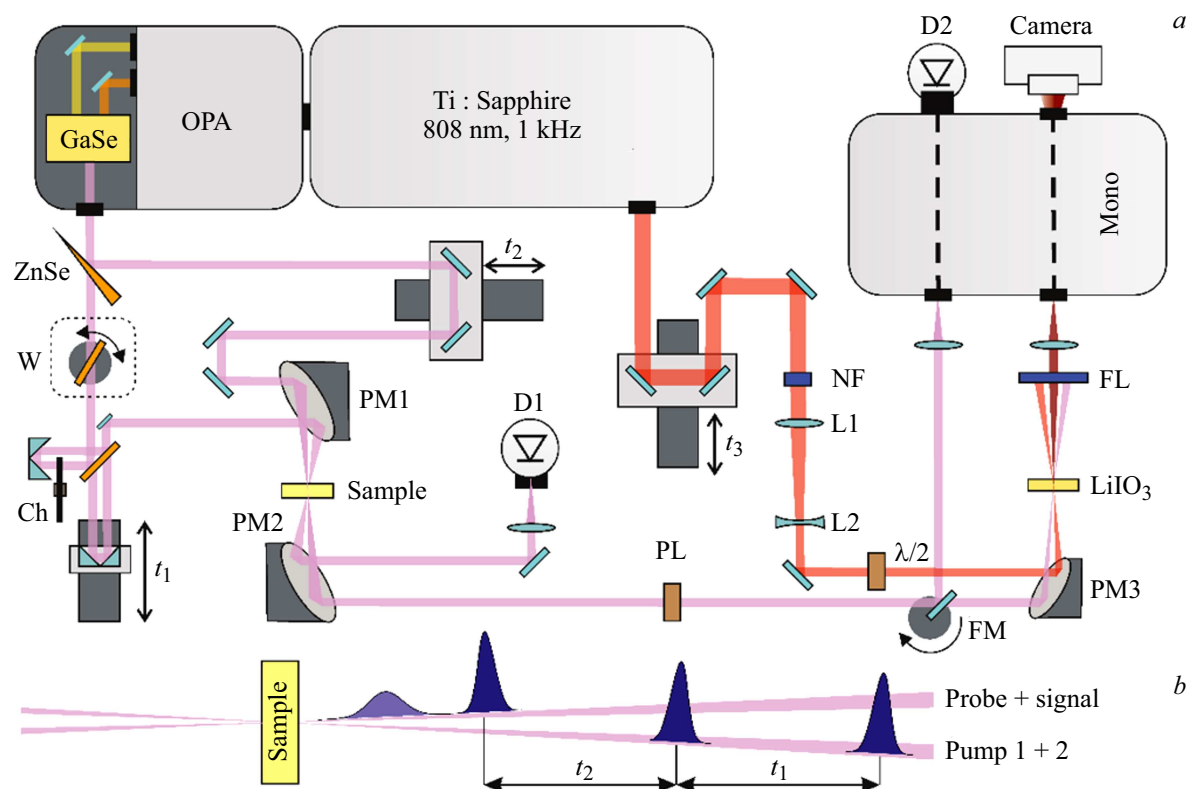 a
D2
Camera
Ti : Sapphire
808 nm, 1 kHz
OPA
GaSe
Mono
ZnSe
t2
W
PM1
NF
FL
D1
L1
t3
Sample
LiIO3
Ch
PM2
L2
PL
λ/2
t1
PM3
FM
b
Sample
Probe + signal
Pump 1 + 2
t2
t1